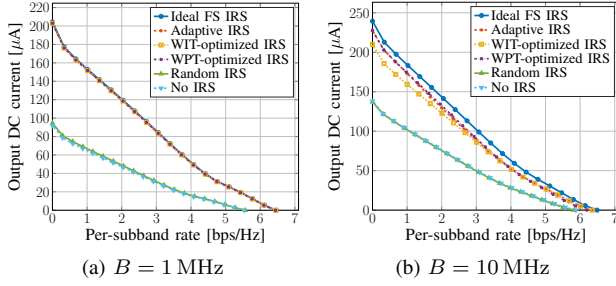 220
200
180
160
140
120
100
80
60
40
20
0
Output DC current [μA]
Ideal FS IRS
Adaptive IRS
WIT-optimized IRS
WPT-optimized IRS
Random IRS
No IRS
0 1 2 3 4 5 6 7
Per-subband rate [bps/Hz]
(a) B = 1 MHz
250
200
150
100
50
0
Output DC current [μA]
Ideal FS IRS
Adaptive IRS
WIT-optimized IRS
WPT-optimized IRS
Random IRS
No IRS
0 1 2 3 4 5 6 7
Per-subband rate [bps/Hz]
(b) B = 10 MHz